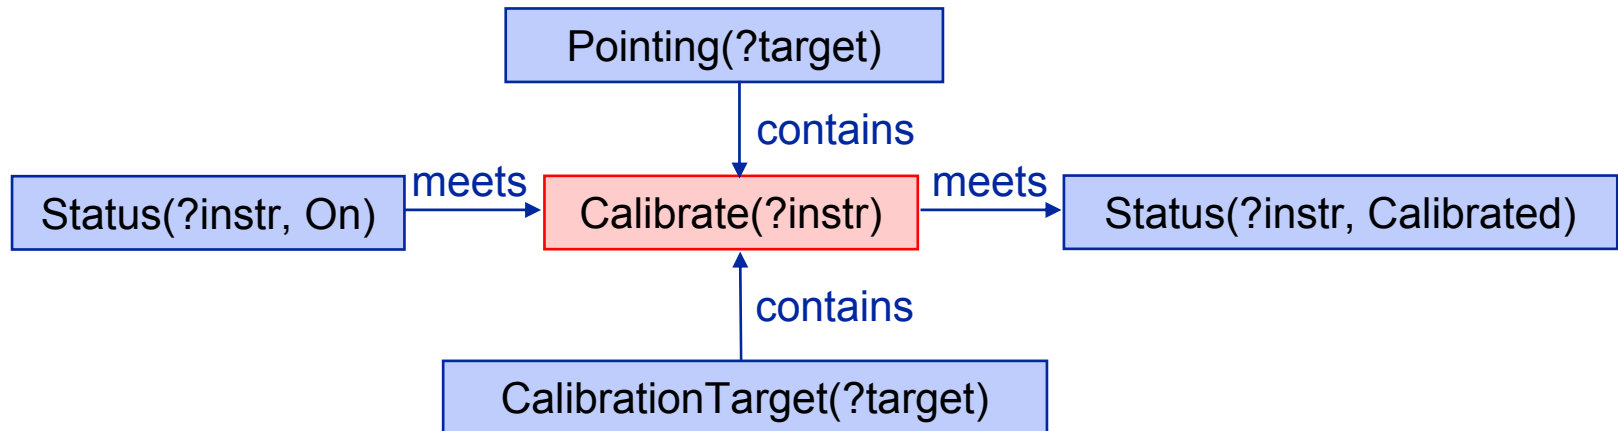 Pointing(?target)
contains
Status(?instr, On)
meets
Calibrate(?instr)
meets
Status(?instr, Calibrated)
contains
CalibrationTarget(?target)